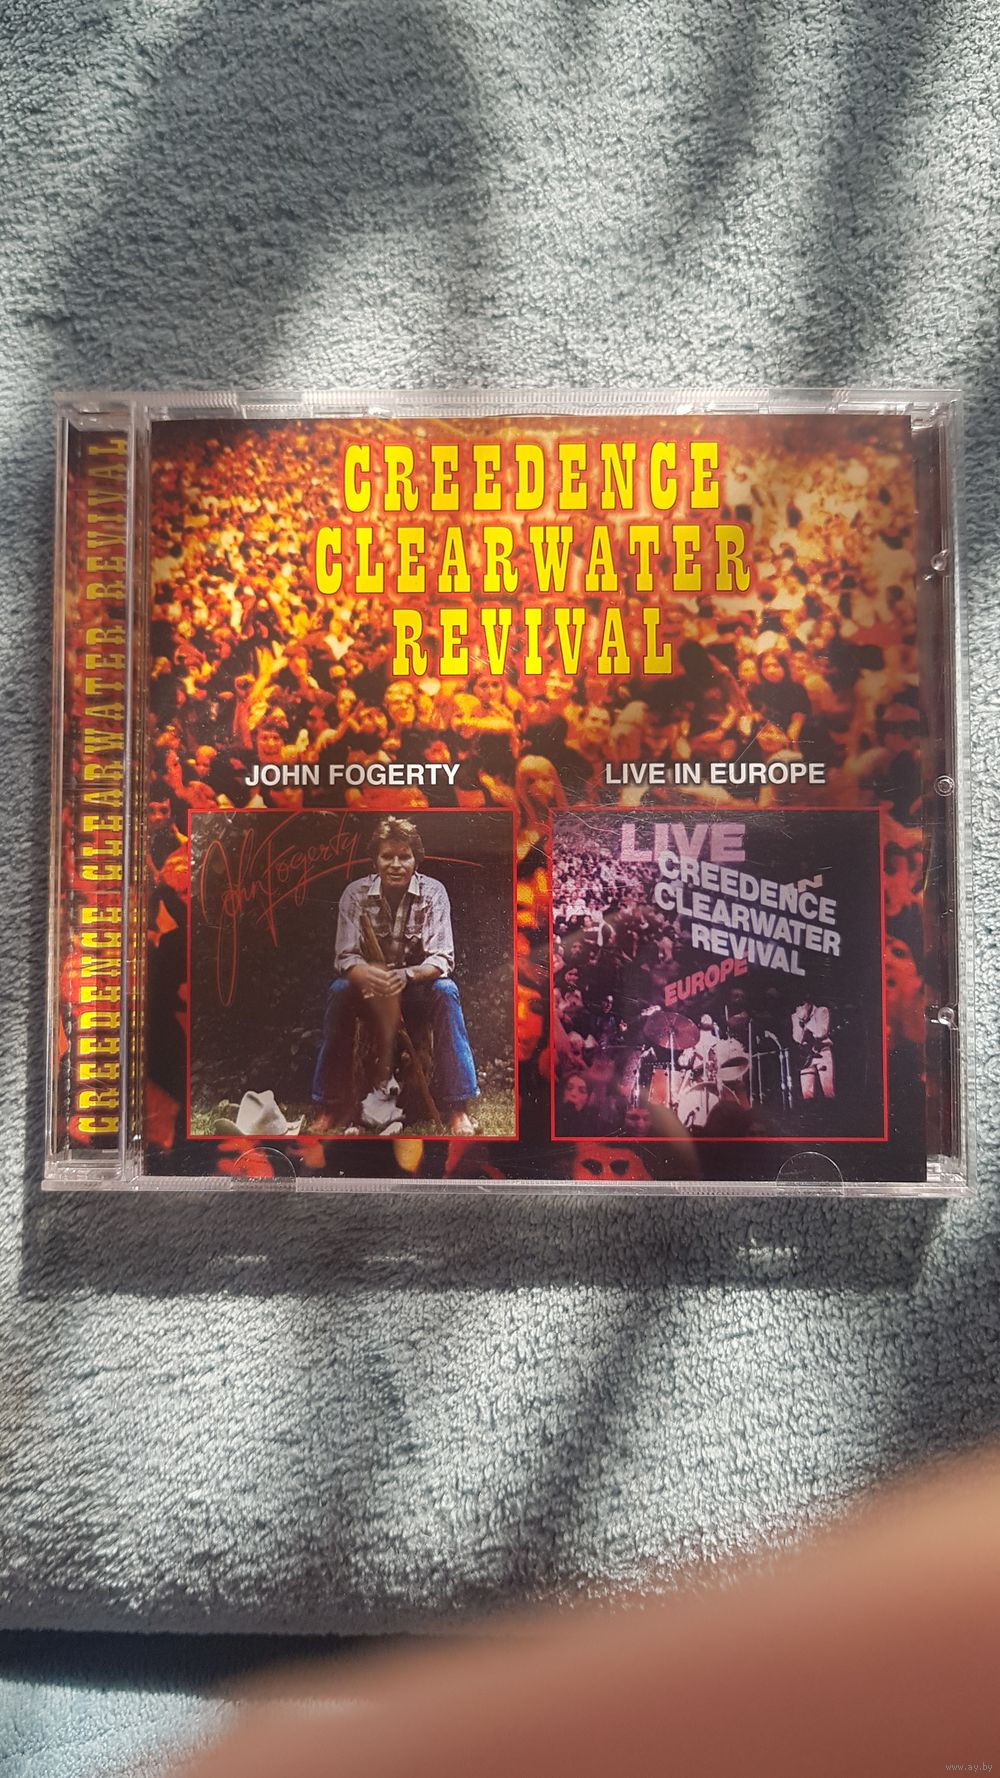 CREEDENCE CLEARWATER REVIVAL
CREEDENCE
CLEARWATER
REVIVAL
JOHN FOGERTY
LIVE IN EUROPE
John Fogerty
LIVE
CREEDENCE
CLEARWATER
REVIVAL
EUROPE
www.ay.by